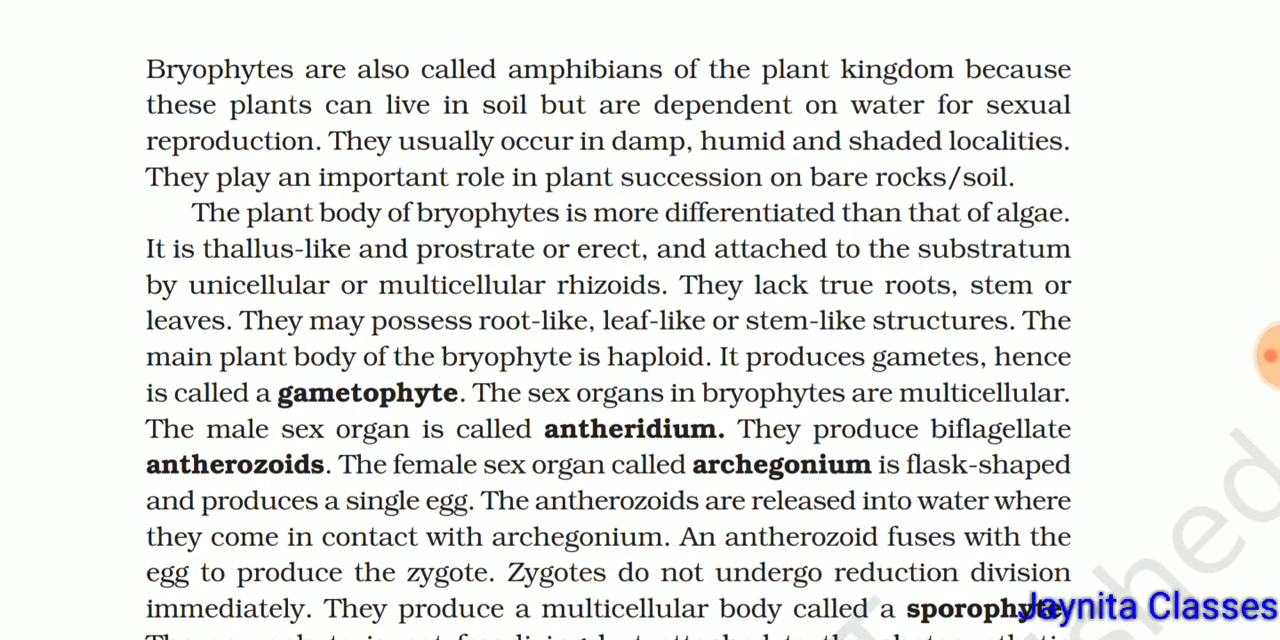 Bryophytes are also called amphibians of the plant kingdom because
these plants can live in soil but are dependent on water for sexual
reproduction. They usually occur in damp, humid and shaded localities.
They play an important role in plant succession on bare rocks/soil.
The plant body of bryophytes is more differentiated than that of algae.
It is thallus-like and prostrate or erect, and attached to the substratum
by unicellular or multicellular rhizoids. They lack true roots, stem or
leaves. They may possess root-like, leaf-like or stem-like structures. The
main plant body of the bryophyte is haploid. It produces gametes, hence
is called a gametophyte. The sex organs in bryophytes are multicellular.
The male sex organ is called antheridium. They produce biflagellate
antherozoids. The female sex organ called archegonium is flask-shaped
and produces a single egg. The antherozoids are released into water where
they come in contact with archegonium. An antherozoid fuses with the
egg to produce the zygote. Zygotes do not undergo reduction division
immediately. They produce a multicellular body called a sporophyte
Jaynita Classes